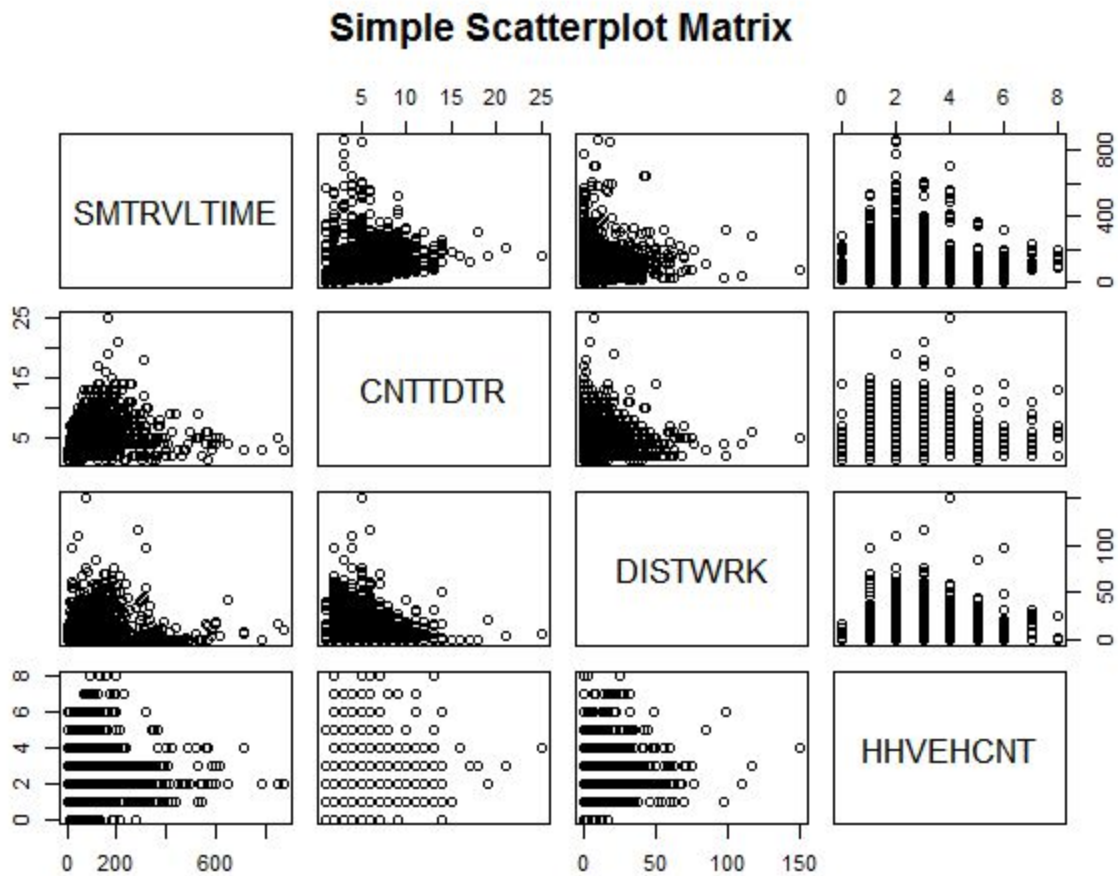 Simple Scatterplot Matrix
5 10 15 20 25
0 2 4 6 8
SMTRVLTIME
0 400 800
5 15 25
CNTTDTR
DISTWRK
0 50 100
0 2 4 6 8
HHVEHCNT
0 200 600
0 50 100 150